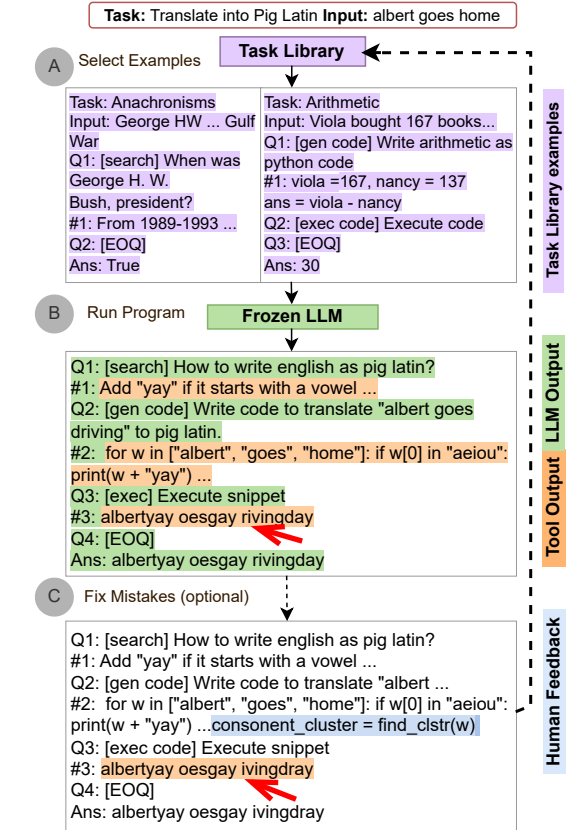 Task: Translate into Pig Latin Input: albert goes home
A
Select Examples
Task Library
Task: Anachronisms
Input: George HW ... Gulf
War
Q1: [search] When was
George H. W.
Bush, president?
#1: From 1989-1993 ...
Q2: [EOQ]
Ans: True
Task: Arithmetic
Input: Viola bought 167 books...
Q1: [gen code] Write arithmetic as
python code
#1: viola =167, nancy = 137
ans = viola - nancy
Q2: [exec code] Execute code
Q3: [EOQ]
Ans: 30
B
Run Program
Frozen LLM
Q1: [search] How to write english as pig latin?
#1: Add "yay" if it starts with a vowel ...
Q2: [gen code] Write code to translate "albert goes
driving" to pig latin.
#2: for w in ["albert", "goes", "home"]: if w[0] in "aeiou":
print(w + "yay") ...
Q3: [exec] Execute snippet
#3: albertyay oesgay rivingday
Q4: [EOQ]
Ans: albertyay oesgay rivingday
C
Fix Mistakes (optional)
Q1: [search] How to write english as pig latin?
#1: Add "yay" if it starts with a vowel ...
Q2: [gen code] Write code to translate "albert ...
#2: for w in ["albert", "goes", "home"]: if w[0] in "aeiou":
print(w + "yay") ...consonent_cluster = find_clstr(w)
Q3: [exec code] Execute snippet
#3: albertyay oesgay ivingdray
Q4: [EOQ]
Ans: albertyay oesgay ivingdray
Task Library examples
LLM Output
Tool Output
Human Feedback